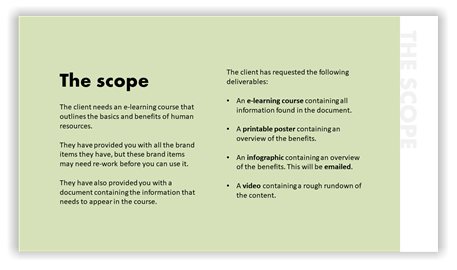 The scope
The client needs an e-learning course that
outlines the basics and benefits of human
resources.
They have provided you with all the brand
items they have, but these brand items
may need re-work before you can use it.
They have also provided you with a
document containing the information that
needs to appear in the course.
The client has requested the following
deliverables:
• An e-learning course containing all
information found in the document.
• A printable poster containing an
overview of the benefits.
• An infographic containing an overview
of the benefits. This will be emailed.
• A video containing a rough rundown of
the content.
THE SCOPE